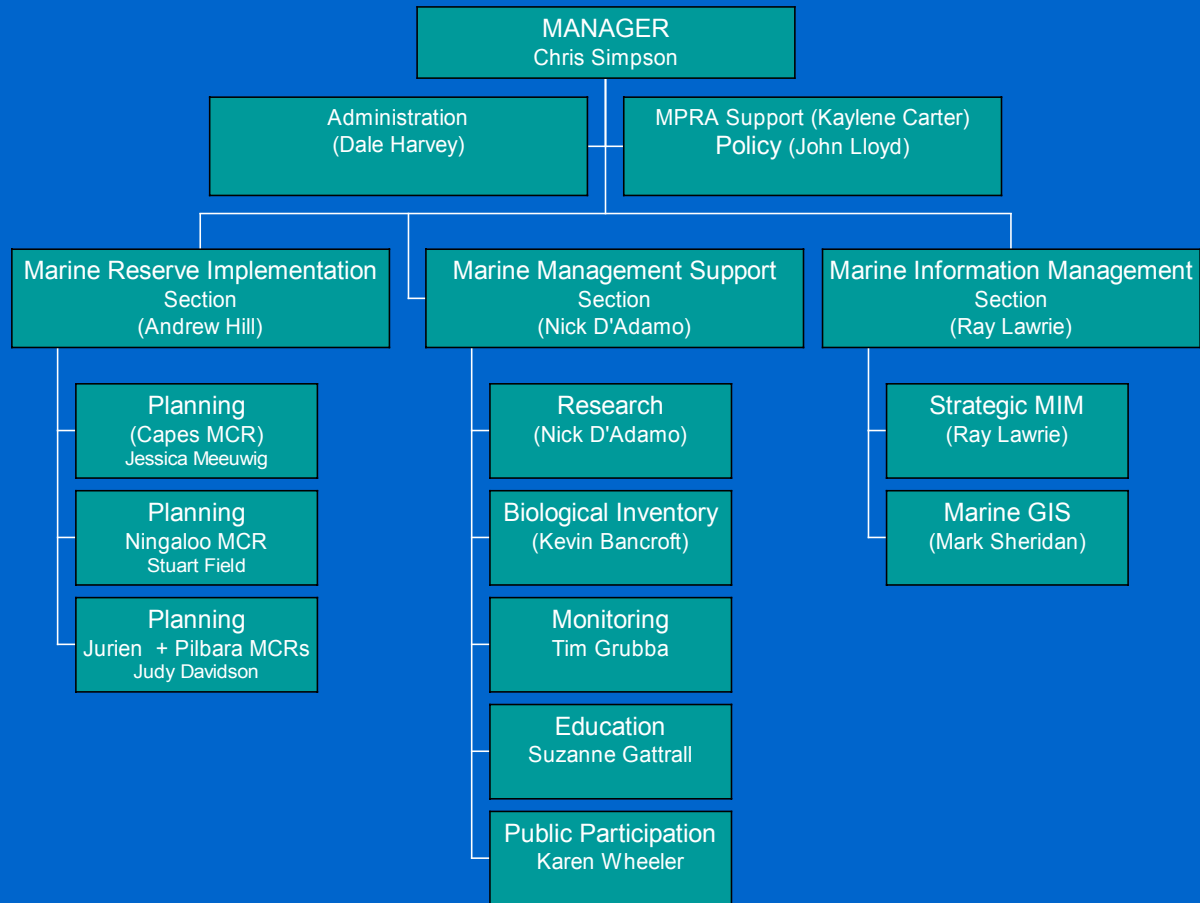 MANAGER
Chris Simpson
Administration
(Dale Harvey)
MPRA Support (Kaylene Carter)
Policy (John Lloyd)
Marine Reserve Implementation
Section
(Andrew Hill)
Planning
(Capes MCR)
Jessica Meeuwig
Planning
Ningaloo MCR
Stuart Field
Planning
Jurien + Pilbara MCRs
Judy Davidson
Marine Management Support
Section
(Nick D'Adamo)
Research
(Nick D'Adamo)
Biological Inventory
(Kevin Bancroft)
Monitoring
Tim Grubba
Education
Suzanne Gattrall
Public Participation
Karen Wheeler
Marine Information Management
Section
(Ray Lawrie)
Strategic MIM
(Ray Lawrie)
Marine GIS
(Mark Sheridan)